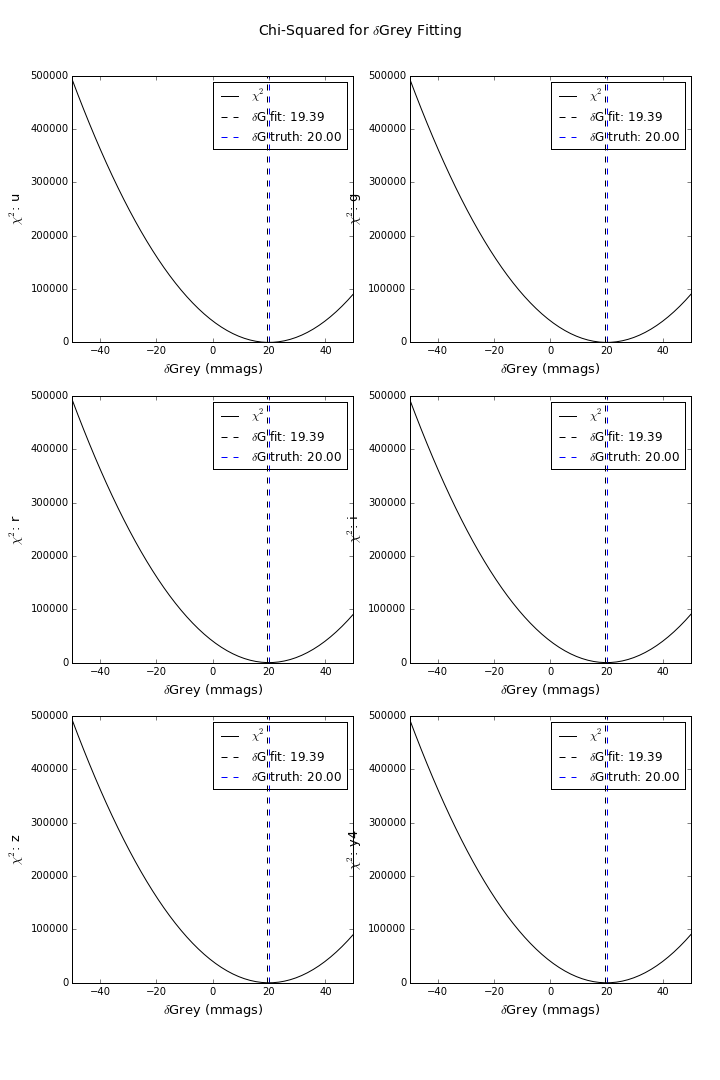 Chi-Squared for δGrey Fitting
500000
400000
300000
200000
100000
0
χ²: u
χ²
δG fit: 19.39
δG truth: 20.00
−40 −20 0 20 40
δGrey (mmags)
500000
400000
300000
200000
100000
0
χ²: g
χ²
δG fit: 19.39
δG truth: 20.00
−40 −20 0 20 40
δGrey (mmags)
500000
400000
300000
200000
100000
0
χ²: r
χ²
δG fit: 19.39
δG truth: 20.00
−40 −20 0 20 40
δGrey (mmags)
500000
400000
300000
200000
100000
0
χ²: i
χ²
δG fit: 19.39
δG truth: 20.00
−40 −20 0 20 40
δGrey (mmags)
500000
400000
300000
200000
100000
0
χ²: z
χ²
δG fit: 19.39
δG truth: 20.00
−40 −20 0 20 40
δGrey (mmags)
500000
400000
300000
200000
100000
0
χ²: y4
χ²
δG fit: 19.39
δG truth: 20.00
−40 −20 0 20 40
δGrey (mmags)